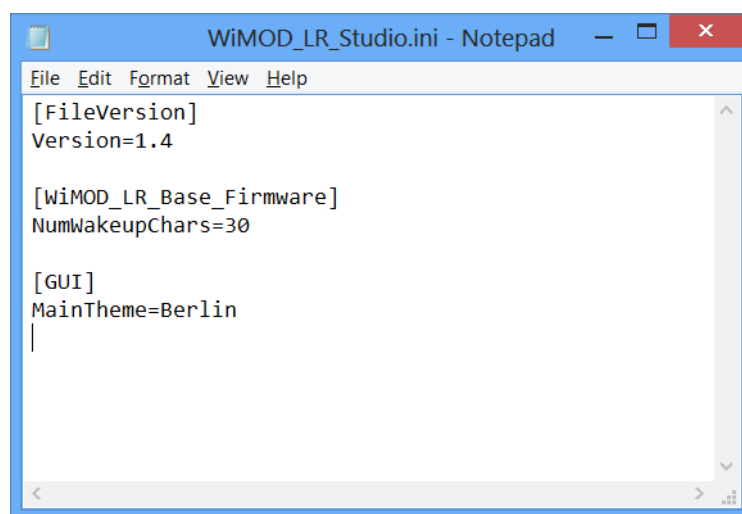 WiMOD_LR_Studio.ini - Notepad
File Edit Format View Help
[FileVersion]
Version=1.4
[WiMOD_LR_Base_Firmware]
NumWakeupChars=30
[GUI]
MainTheme=Berlin